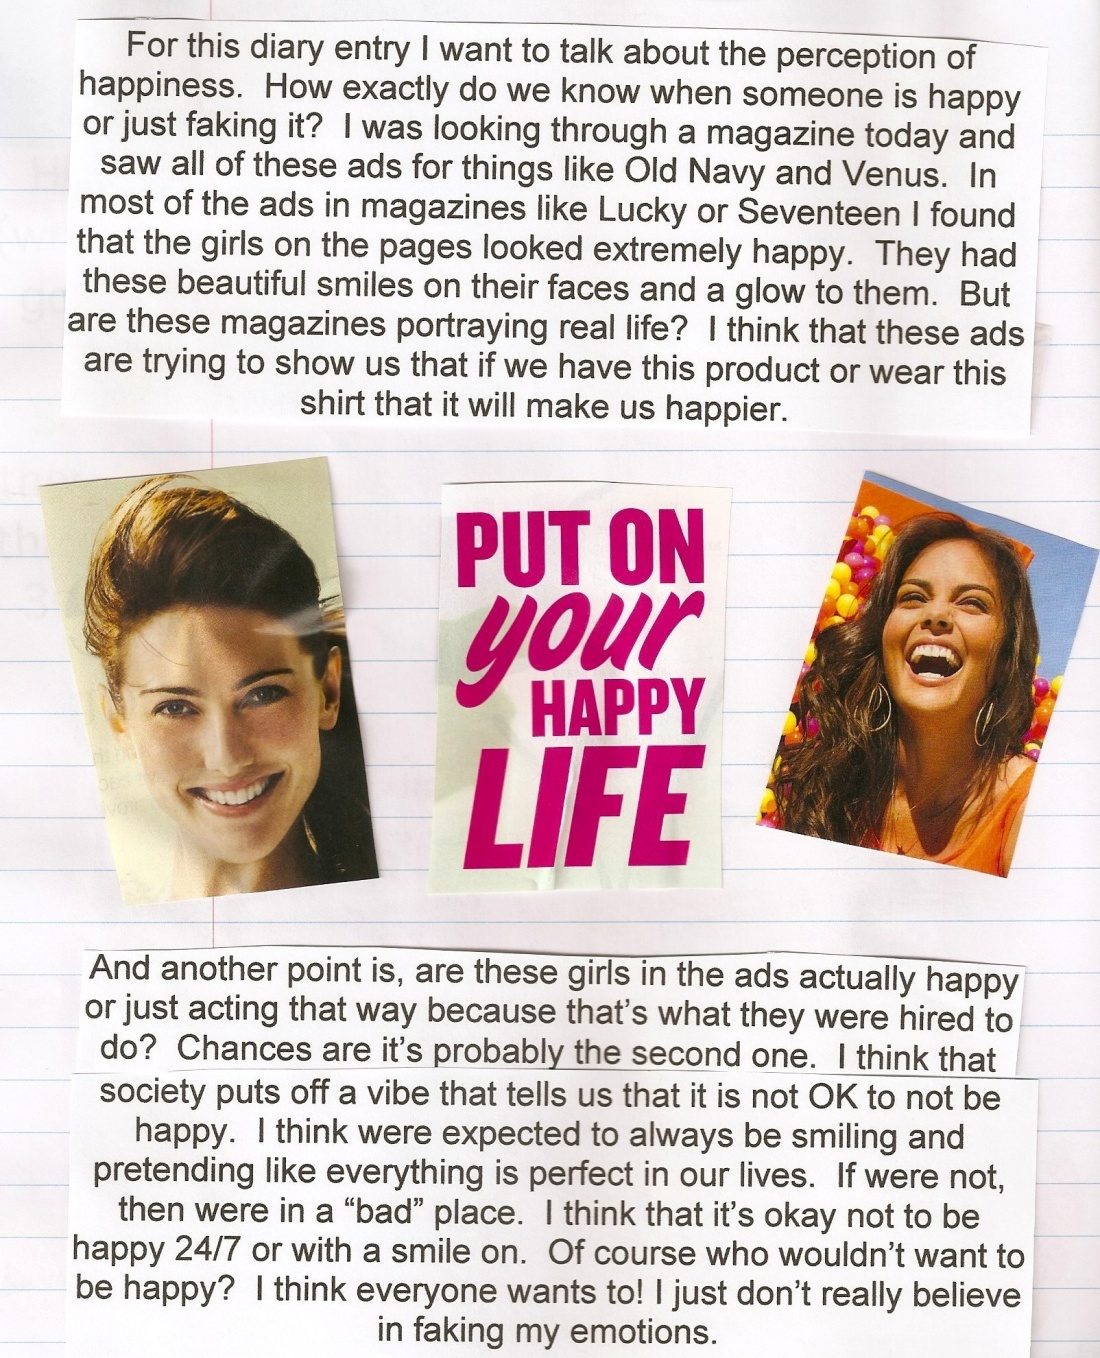 For this diary entry I want to talk about the perception of
happiness.  How exactly do we know when someone is happy
or just faking it?  I was looking through a magazine today and
saw all of these ads for things like Old Navy and Venus.  In
most of the ads in magazines like Lucky or Seventeen I found
that the girls on the pages looked extremely happy.  They had
these beautiful smiles on their faces and a glow to them.  But
are these magazines portraying real life?  I think that these ads
are trying to show us that if we have this product or wear this
shirt that it will make us happier.
PUT ON
your
HAPPY
LIFE
And another point is, are these girls in the ads actually happy
or just acting that way because that's what they were hired to
do?  Chances are it's probably the second one.  I think that
society puts off a vibe that tells us that it is not OK to not be
happy.  I think were expected to always be smiling and
pretending like everything is perfect in our lives.  If were not,
then were in a “bad” place.  I think that it's okay not to be
happy 24/7 or with a smile on.  Of course who wouldn't want to
be happy?  I think everyone wants to! I just don't really believe
in faking my emotions.